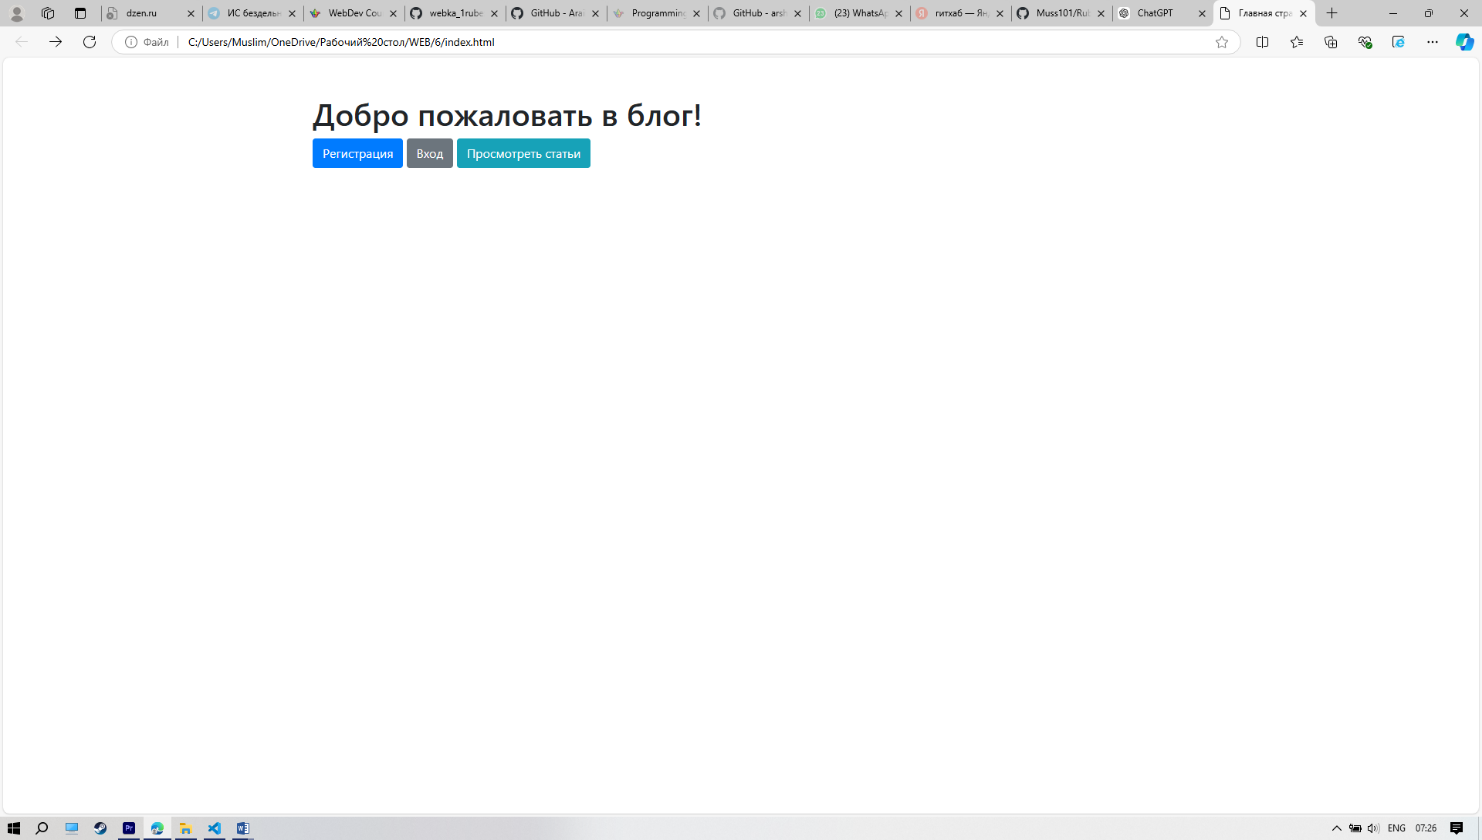 dzen.ru
ИС бездельн
WebDev Cou
webka_1rube
GitHub - Ara
Programming
GitHub - arsh
(23) WhatsAp
гитхаб — Ян
Muss101/Rub
ChatGPT
Главная стра
Файл
C:/Users/Muslim/OneDrive/Рабочий%20стол/WEB/6/index.html
Добро пожаловать в блог!
Регистрация
Вход
Просмотреть статьи
Pr
ENG
07:26